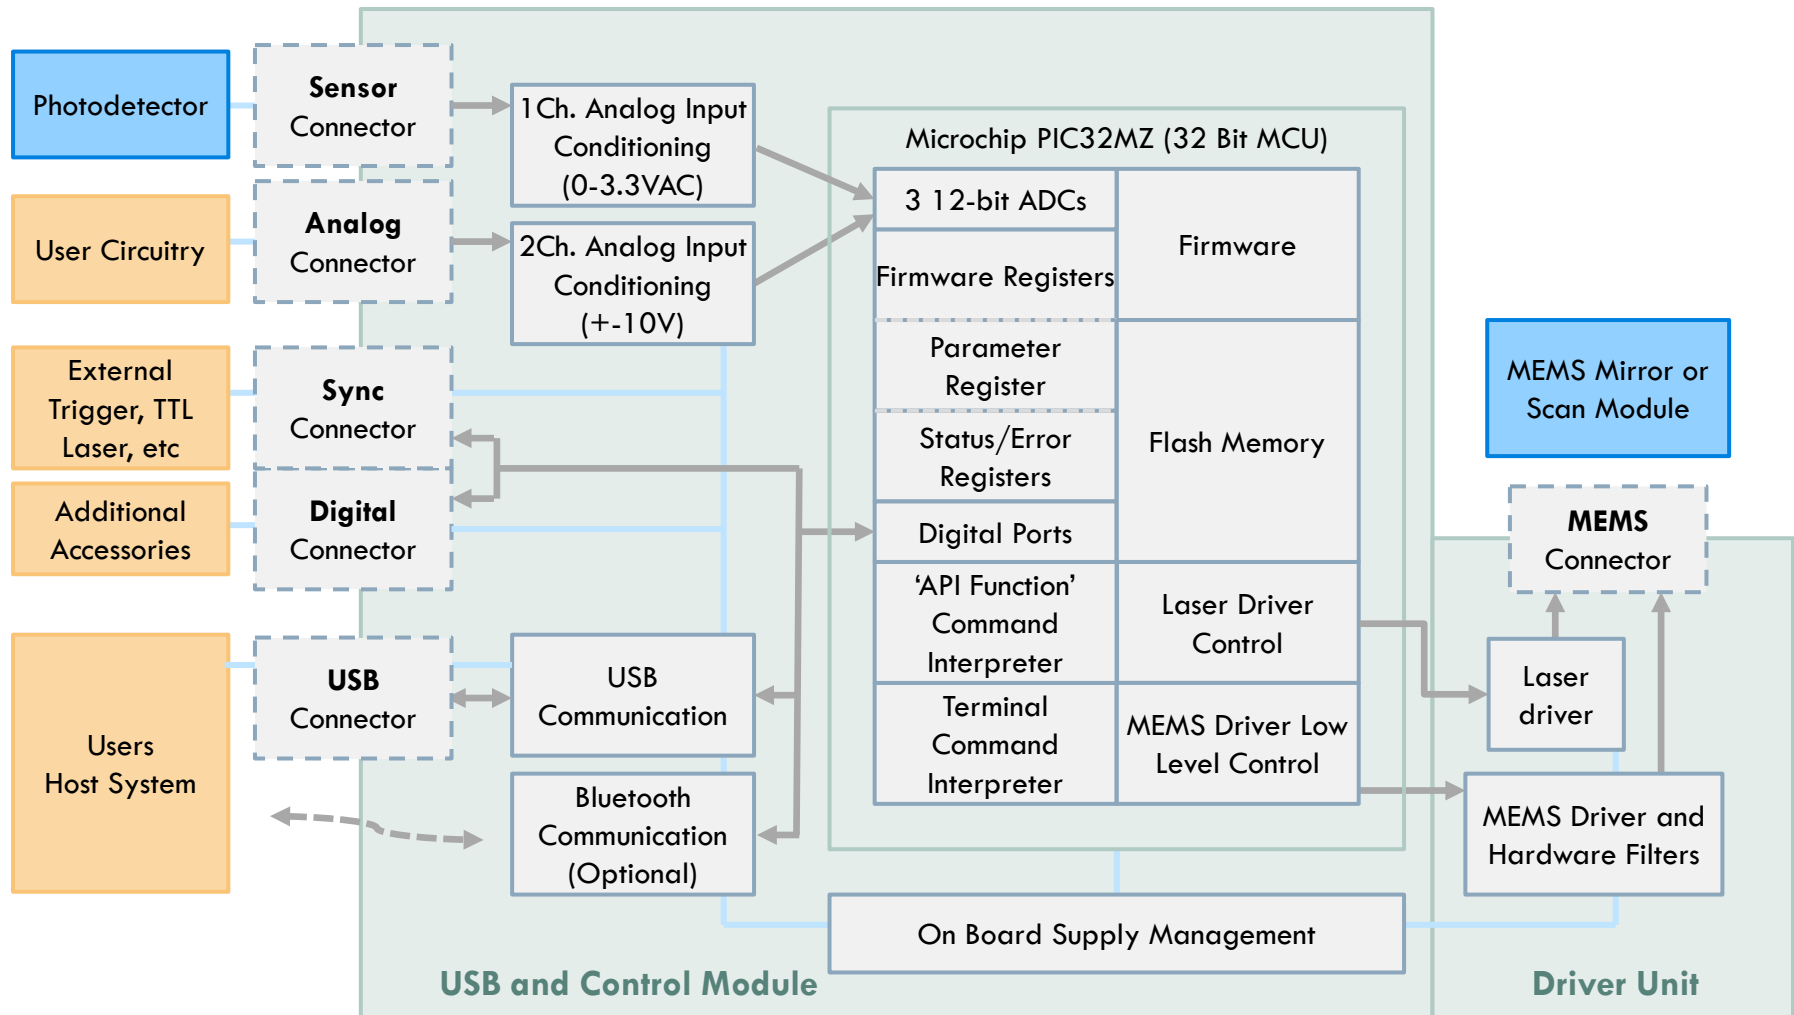 Photodetector
User Circuitry
External
Trigger, TTL
Laser, etc
Additional
Accessories
Users
Host System
Sensor
Connector
Analog
Connector
Sync
Connector
Digital
Connector
USB
Connector
1Ch. Analog Input
Conditioning
(0-3.3VAC)
2Ch. Analog Input
Conditioning
(+-10V)
USB
Communication
Bluetooth
Communication
(Optional)
Microchip PIC32MZ (32 Bit MCU)
3 12-bit ADCs
Firmware Registers
Parameter
Register
Status/Error
Registers
Digital Ports
‘API Function’
Command
Interpreter
Terminal
Command
Interpreter
Firmware
Flash Memory
Laser Driver
Control
MEMS Driver Low
Level Control
On Board Supply Management
USB and Control Module
MEMS Mirror or
Scan Module
MEMS
Connector
Laser
driver
MEMS Driver and
Hardware Filters
Driver Unit